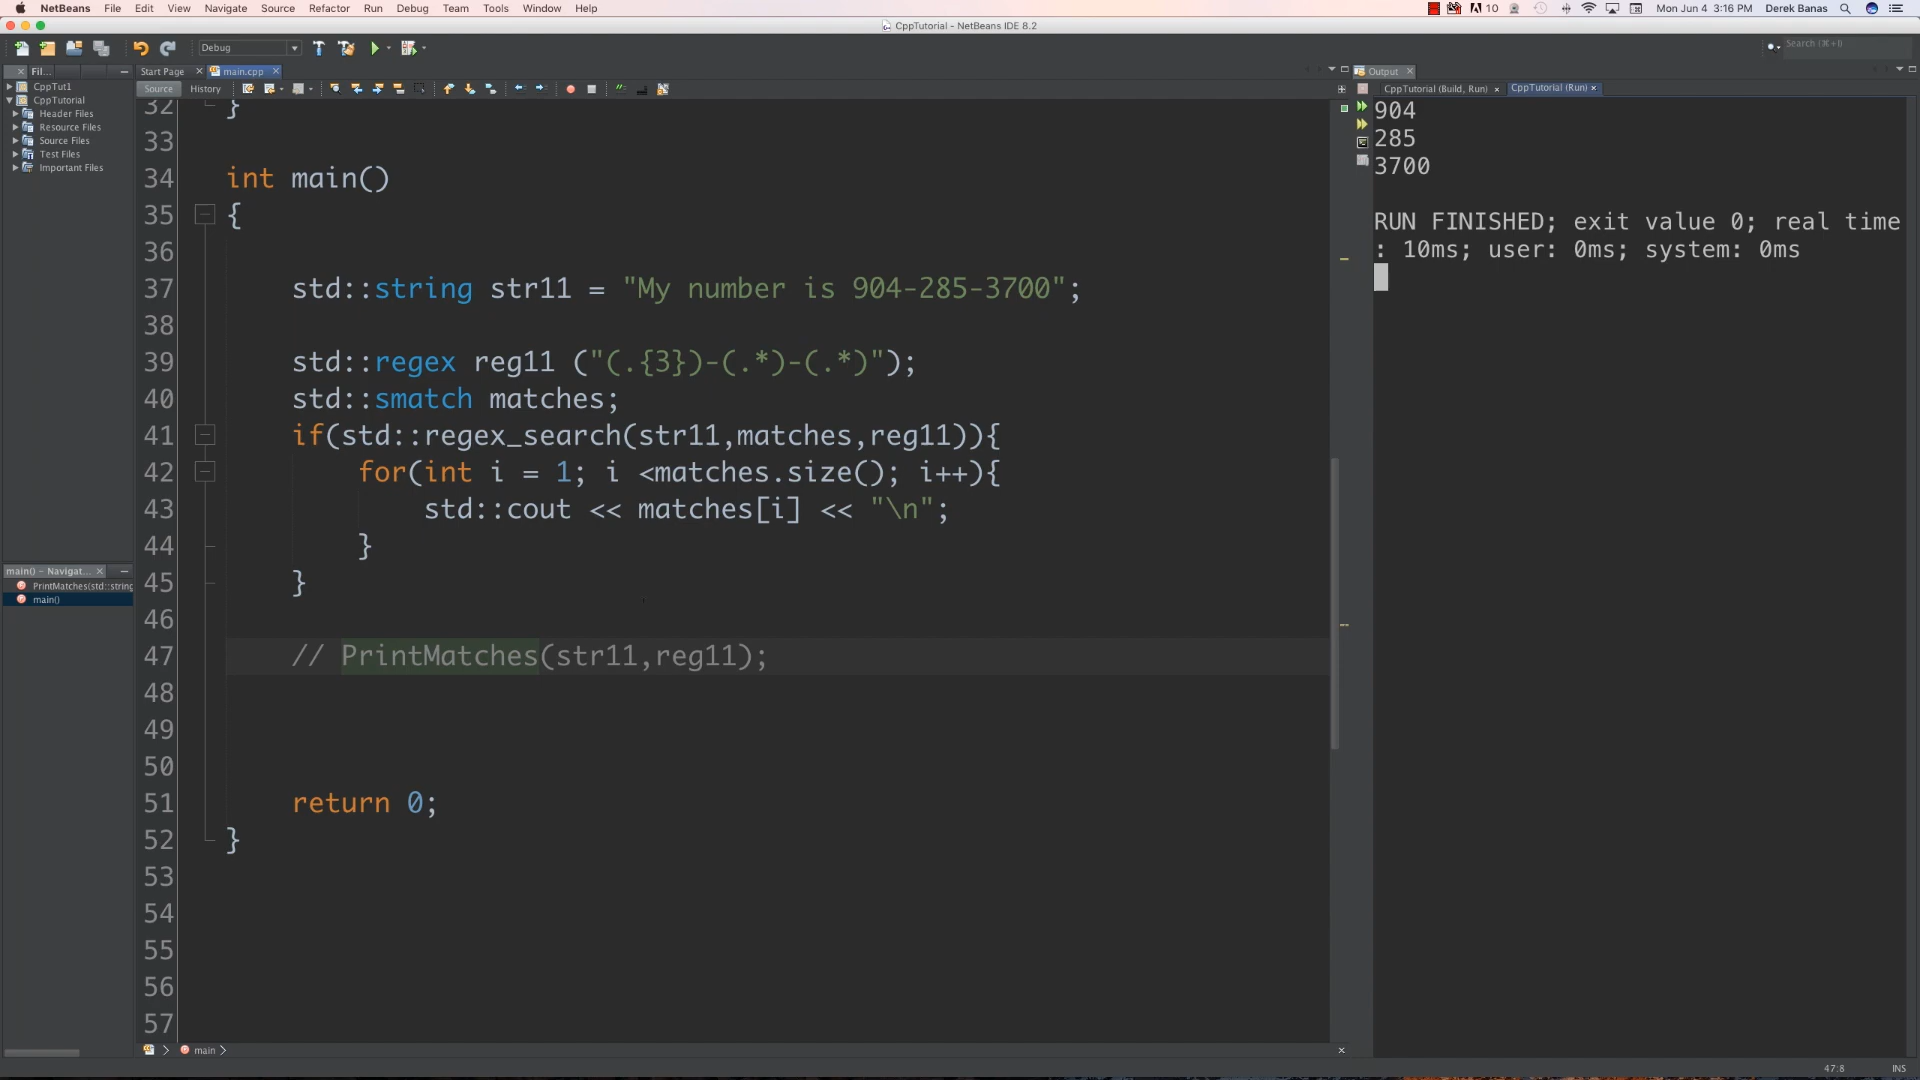 NetBeans File Edit View Navigate Source Refactor Run Debug Team Tools Window Help 10 Mon Jun 4 3:16 PM Derek Banas
CppTutorial - NetBeans IDE 8.2
Debug
Search (⌘+I)
Fil... Start Page main.cpp
Output
Source History
CppTutorial (Build, Run) CppTutorial (Run)
CppTut1
CppTutorial
Header Files
Resource Files
Source Files
Test Files
Important Files
main() - Navigat...
PrintMatches(std::string
main()
32 }
33
34 int main()
35 {
36
37 std::string str11 = "My number is 904-285-3700";
38
39 std::regex reg11 ("(.{3})-(.*)-(.*)");
40 std::smatch matches;
41 if(std::regex_search(str11,matches,reg11)){
42 for(int i = 1; i <matches.size(); i++){
43 std::cout << matches[i] << "\n";
44 }
45 }
46
47 // PrintMatches(str11,reg11);
48
49
50
51 return 0;
52 }
53
54
55
56
57
904
285
3700
RUN FINISHED; exit value 0; real time
: 10ms; user: 0ms; system: 0ms
main
47:8 INS